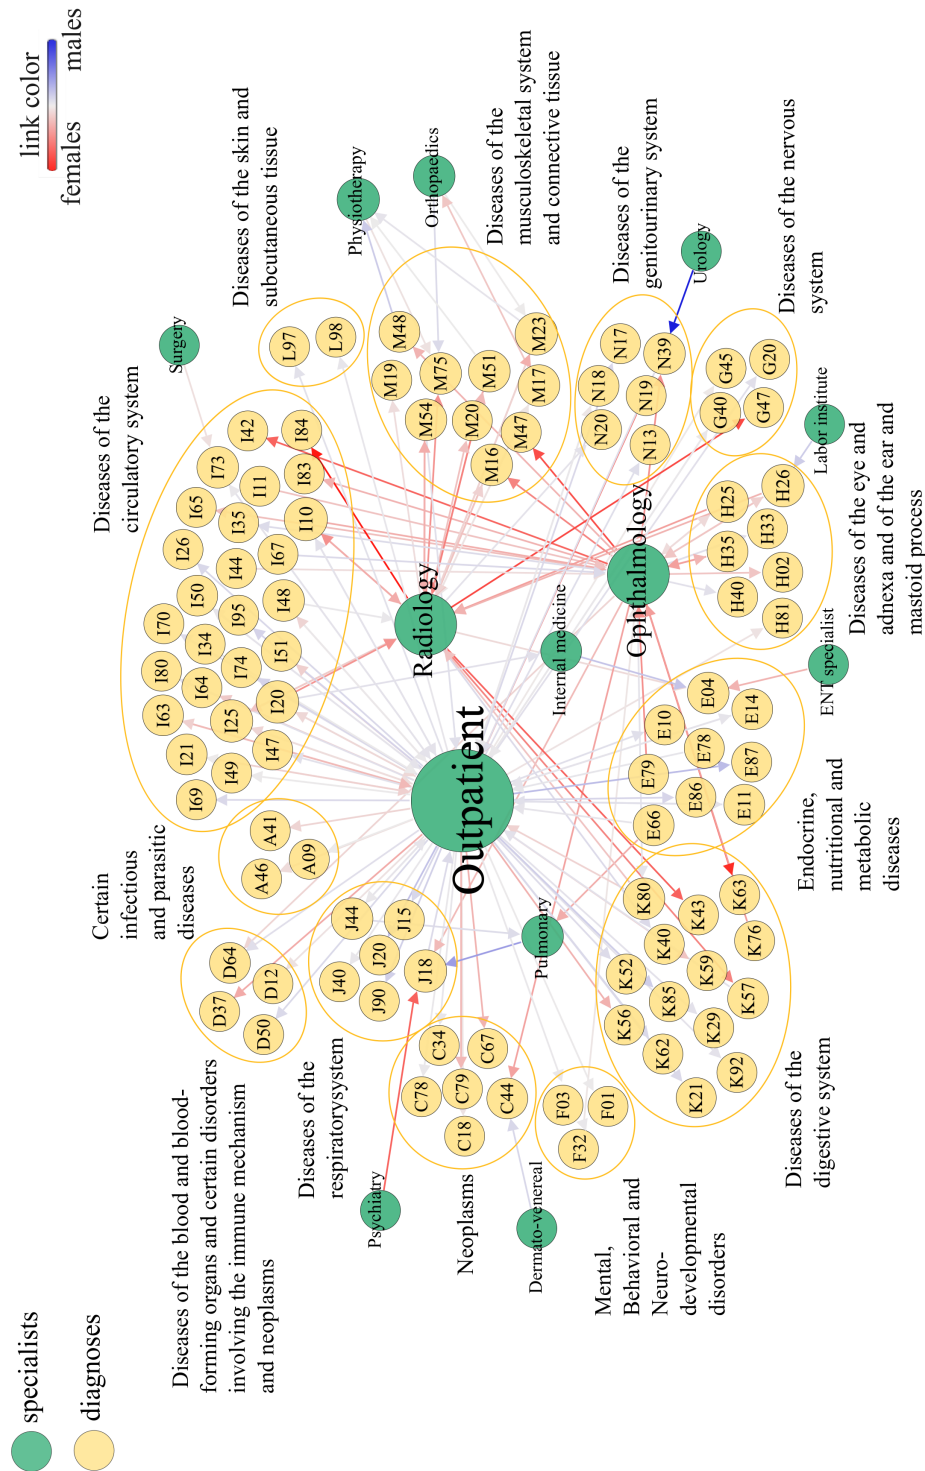 specialists
diagnoses
link color
females
males
Diseases of the blood and blood-
forming organs and certain disorders
involving the immune mechanism
and neoplasms
D37
D64
D50
D12
Certain
infectious
and parasitic
diseases
A46
A41
A09
Diseases of the
circulatory system
I69
I21
I63
I80
I70
I26
I65
I73
I42
I84
I49
I64
I34
I50
I35
I11
I83
I47
I25
I74
I95
I44
I67
I10
I20
I51
I48
Surgery
Diseases of the skin and
subcutaneous tissue
L97
L98
Physiotherapy
Orthopaedics
Diseases of the
musculoskeletal system
and connective tissue
M19
M48
M54
M75
M20
M51
M23
M16
M47
M17
Diseases of the
genitourinary system
N20
N18
N17
N13
N19
N39
Urology
Diseases of the nervous
system
G40
G45
G47
G20
Labor institute
Diseases of the eye and
adnexa and of the ear and
mastoid process
H25
H26
H35
H33
H40
H02
H81
ENT specialist
Radiology
Ophthalmology
Internal medicine
Outpatient
Pulmonary
Endocrine,
nutritional and
metabolic
diseases
E10
E04
E79
E78
E14
E66
E86
E87
E11
Diseases of the
digestive system
K80
K43
K63
K40
K52
K59
K76
K56
K85
K57
K62
K29
K21
K92
Diseases of the
respiratorysystem
J44
J15
J40
J20
J90
J18
Psychiatry
Neoplasms
C34
C67
C78
C79
C44
C18
Dermato-venereal
Mental,
Behavioral and
Neuro-
developmental
disorders
F03
F01
F32